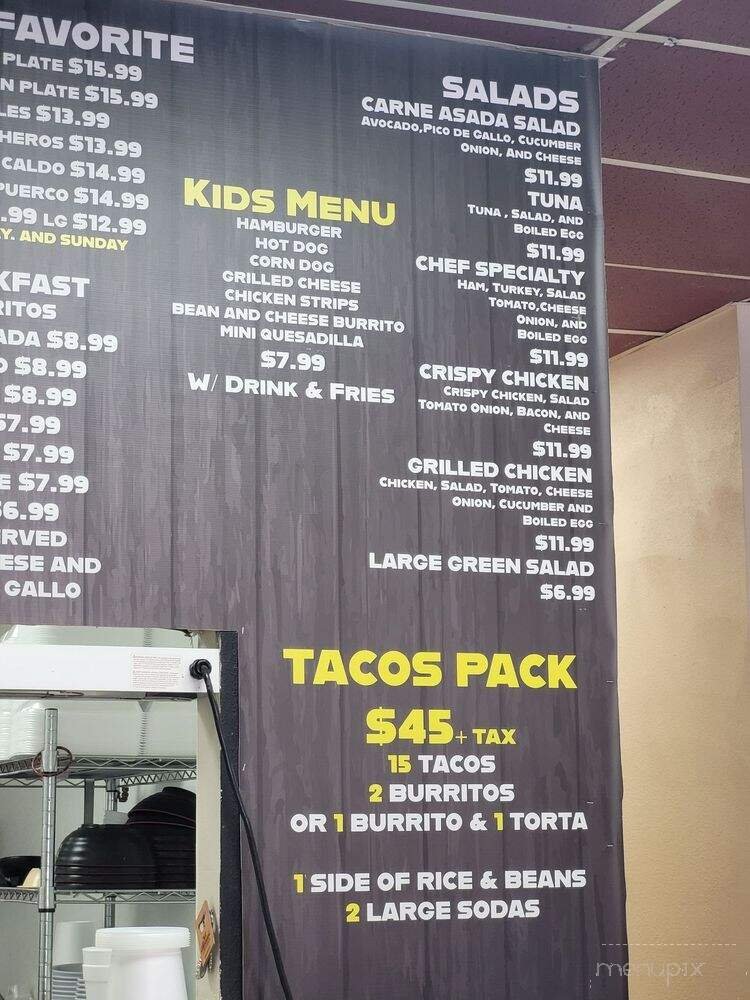 FAVORITE
PLATE $15.99
N PLATE $15.99
LES $13.99
HEROS $13.99
CALDO $14.99
PUERCO $14.99
.99 LG $12.99
Y. AND SUNDAY
KFAST
RITOS
ADA $8.99
O $8.99
$8.99
$7.99
$7.99
E $7.99
$6.99
ERVED
ESE AND
GALLO
KIDS MENU
HAMBURGER
HOT DOG
CORN DOG
GRILLED CHEESE
CHICKEN STRIPS
BEAN AND CHEESE BURRITO
MINI QUESADILLA
$7.99
W/ DRINK & FRIES
SALADS
CARNE ASADA SALAD
AVOCADO,PICO DE GALLO, CUCUMBER
ONION, AND CHEESE
$11.99
TUNA
TUNA , SALAD, AND
BOILED EGG
$11.99
CHEF SPECIALTY
HAM, TURKEY, SALAD
TOMATO,CHEESE
ONION, AND
BOILED EGG
$11.99
CRISPY CHICKEN
CRISPY CHICKEN, SALAD
TOMATO ONION, BACON, AND
CHEESE
$11.99
GRILLED CHICKEN
CHICKEN, SALAD, TOMATO, CHEESE
ONION, CUCUMBER AND
BOILED EGG
$11.99
LARGE GREEN SALAD
$6.99
TACOS PACK
$45+ TAX
15 TACOS
2 BURRITOS
OR 1 BURRITO & 1 TORTA
1 SIDE OF RICE & BEANS
2 LARGE SODAS
menupix